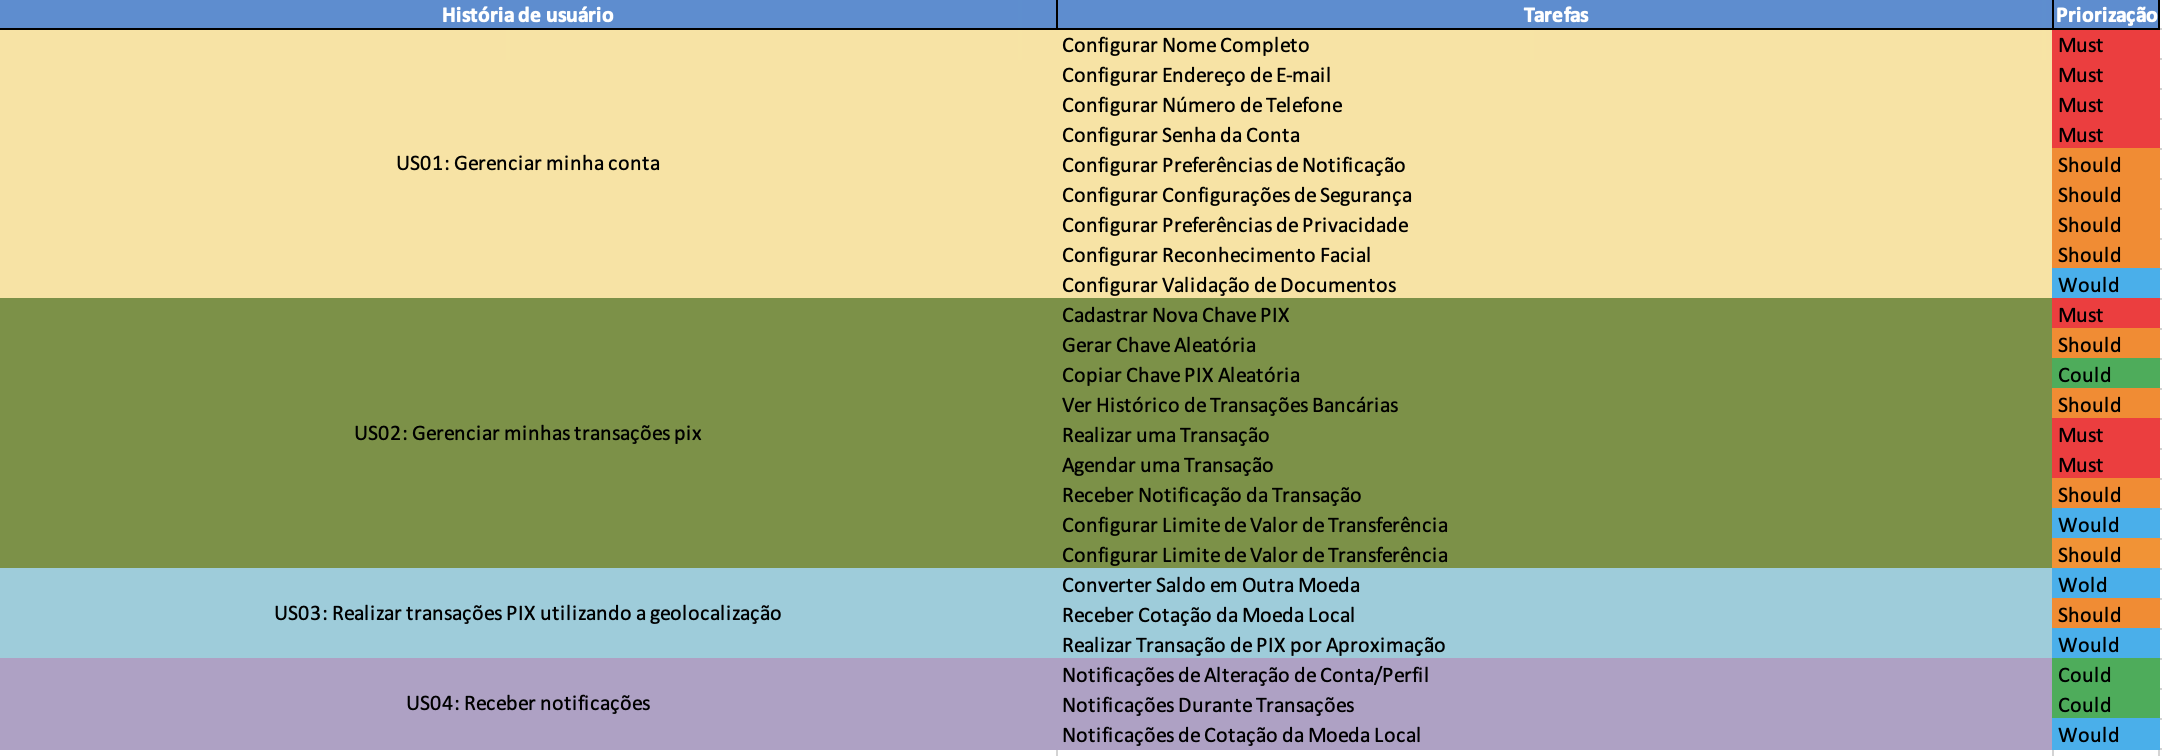 História de usuário Tarefas Priorização
Configurar Nome Completo Must
Configurar Endereço de E-mail Must
Configurar Número de Telefone Must
Configurar Senha da Conta Must
US01: Gerenciar minha conta Configurar Preferências de Notificação Should
Configurar Configurações de Segurança Should
Configurar Preferências de Privacidade Should
Configurar Reconhecimento Facial Should
Configurar Validação de Documentos Would
Cadastrar Nova Chave PIX Must
Gerar Chave Aleatória Should
Copiar Chave PIX Aleatória Could
Ver Histórico de Transações Bancárias Should
US02: Gerenciar minhas transações pix Realizar uma Transação Must
Agendar uma Transação Must
Receber Notificação da Transação Should
Configurar Limite de Valor de Transferência Would
Configurar Limite de Valor de Transferência Should
Converter Saldo em Outra Moeda Wold
US03: Realizar transações PIX utilizando a geolocalização Receber Cotação da Moeda Local Should
Realizar Transação de PIX por Aproximação Would
Notificações de Alteração de Conta/Perfil Could
US04: Receber notificações Notificações Durante Transações Could
Notificações de Cotação da Moeda Local Would